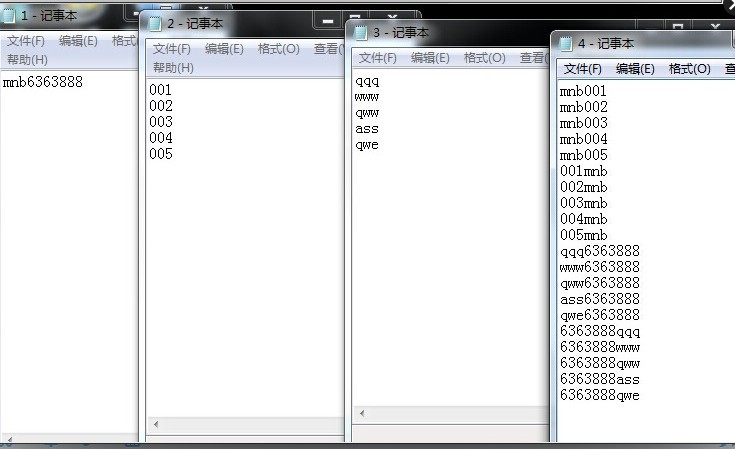 1 - 记事本
文件(F) 编辑(E) 格式(O)
帮助(H)
mnb6363888
2 - 记事本
文件(F) 编辑(E) 格式(O) 查看(V)
帮助(H)
001
002
003
004
005
3 - 记事本
文件(F) 编辑(E) 格式(O) 查看
qqq
www
qww
ass
qwe
4 - 记事本
文件(F) 编辑(E) 格式(O) 查
mnb001
mnb002
mnb003
mnb004
mnb005
001mnb
002mnb
003mnb
004mnb
005mnb
qqq6363888
www6363888
qww6363888
ass6363888
qwe6363888
6363888qqq
6363888www
6363888qww
6363888ass
6363888qwe